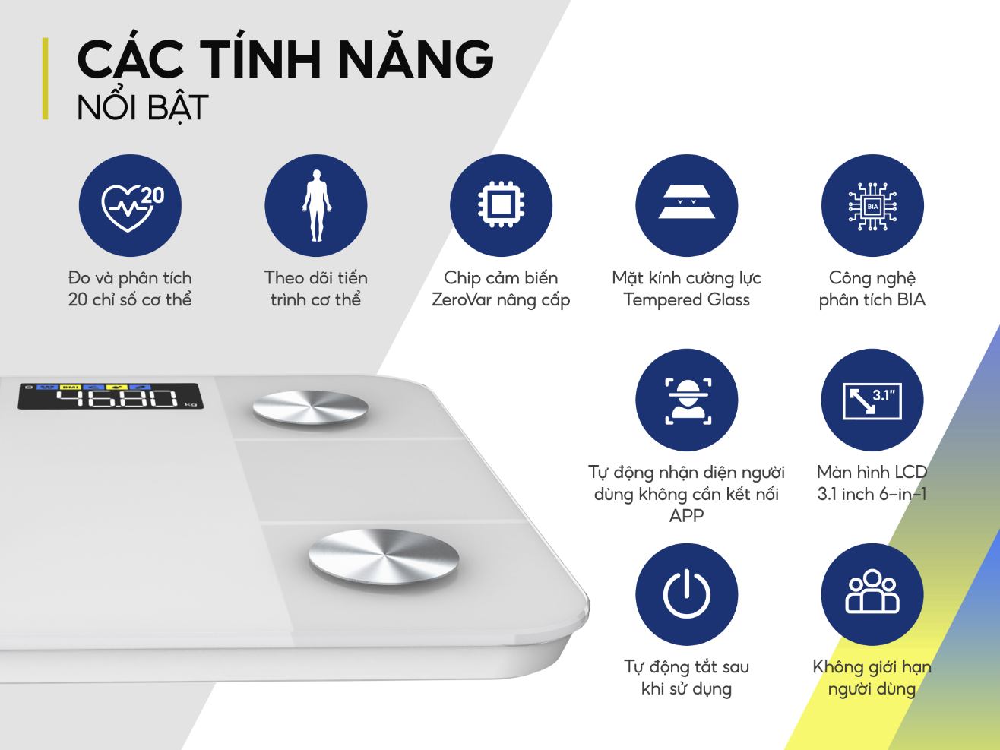 CÁC TÍNH NĂNG
NỔI BẬT
20
Đo và phân tích
20 chỉ số cơ thể
Theo dõi tiến
trình cơ thể
Chip cảm biến
ZeroVar nâng cấp
Mặt kính cường lực
Tempered Glass
BIA
Công nghệ
phân tích BIA
BMI
46.80
kg
Tự động nhận diện người
dùng không cần kết nối
APP
3.1"
Màn hình LCD
3.1 inch 6-in-1
Tự động tắt sau
khi sử dụng
Không giới hạn
người dùng